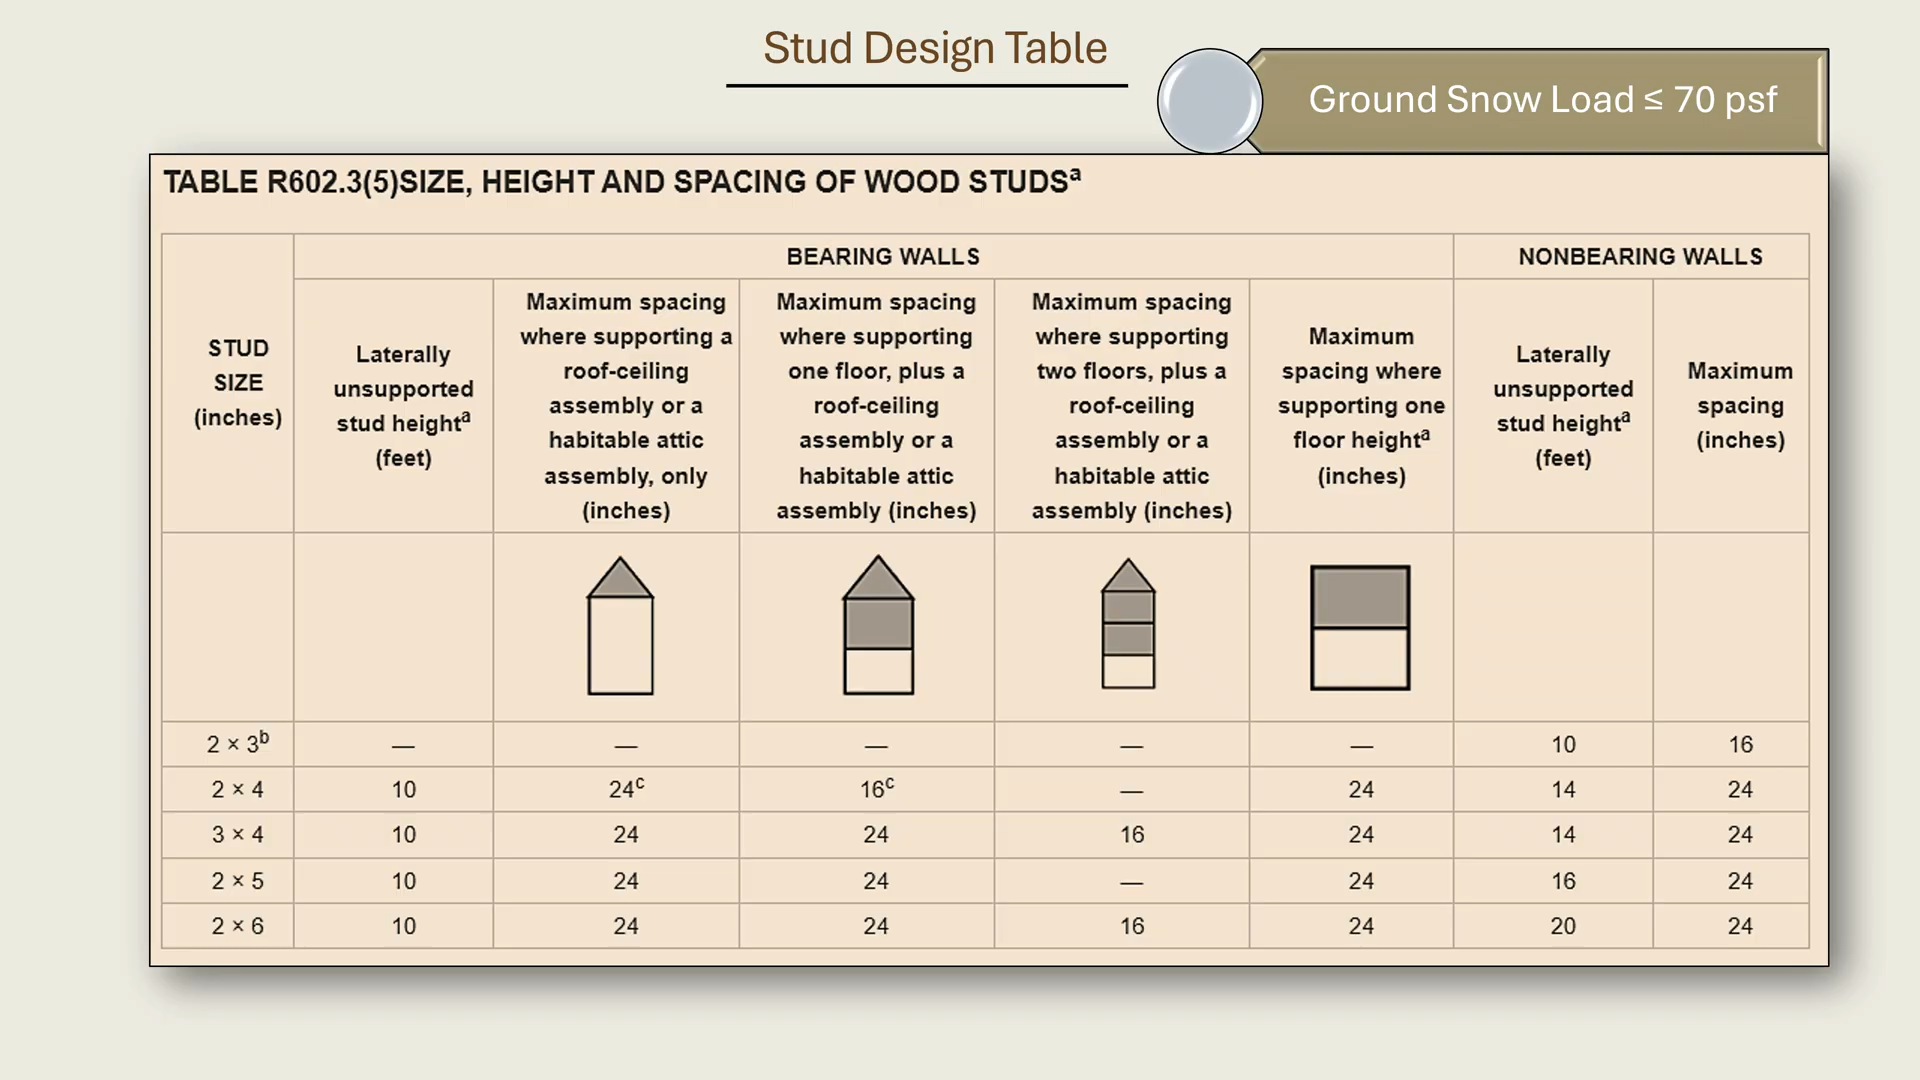 Stud Design Table
Ground Snow Load ≤ 70 psf
TABLE R602.3(5)SIZE, HEIGHT AND SPACING OF WOOD STUDSa
BEARING WALLS
NONBEARING WALLS
STUD
SIZE
(inches)
Laterally
unsupported
stud heighta
(feet)
Maximum spacing
where supporting a
roof-ceiling
assembly or a
habitable attic
assembly, only
(inches)
Maximum spacing
where supporting
one floor, plus a
roof-ceiling
assembly or a
habitable attic
assembly (inches)
Maximum spacing
where supporting
two floors, plus a
roof-ceiling
assembly or a
habitable attic
assembly (inches)
Maximum
spacing where
supporting one
floor heighta
(inches)
Laterally
unsupported
stud heighta
(feet)
Maximum
spacing
(inches)
2 × 3b — — — — — 10 16
2 × 4 10 24c 16c — 24 14 24
3 × 4 10 24 24 16 24 14 24
2 × 5 10 24 24 — 24 16 24
2 × 6 10 24 24 16 24 20 24